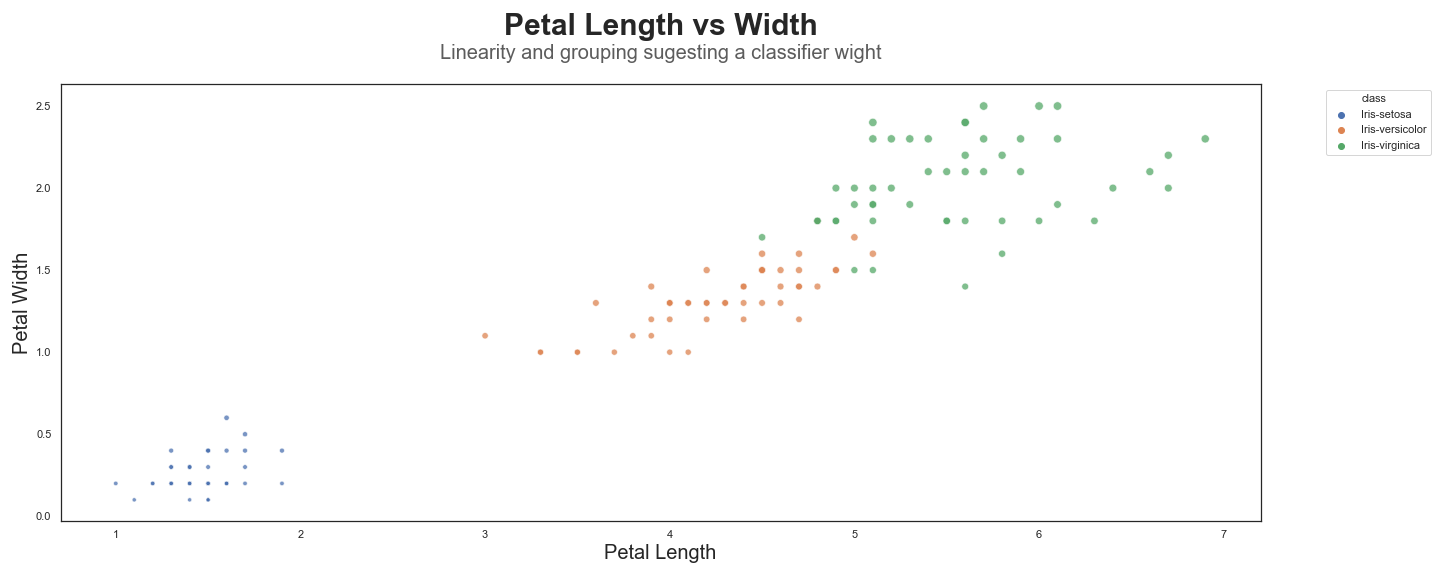 Petal Length vs Width
Linearity and grouping sugesting a classifier wight
class
Iris-setosa
Iris-versicolor
Iris-virginica
Petal Width
2.5
2.0
1.5
1.0
0.5
0.0
1 2 3 4 5 6 7
Petal Length